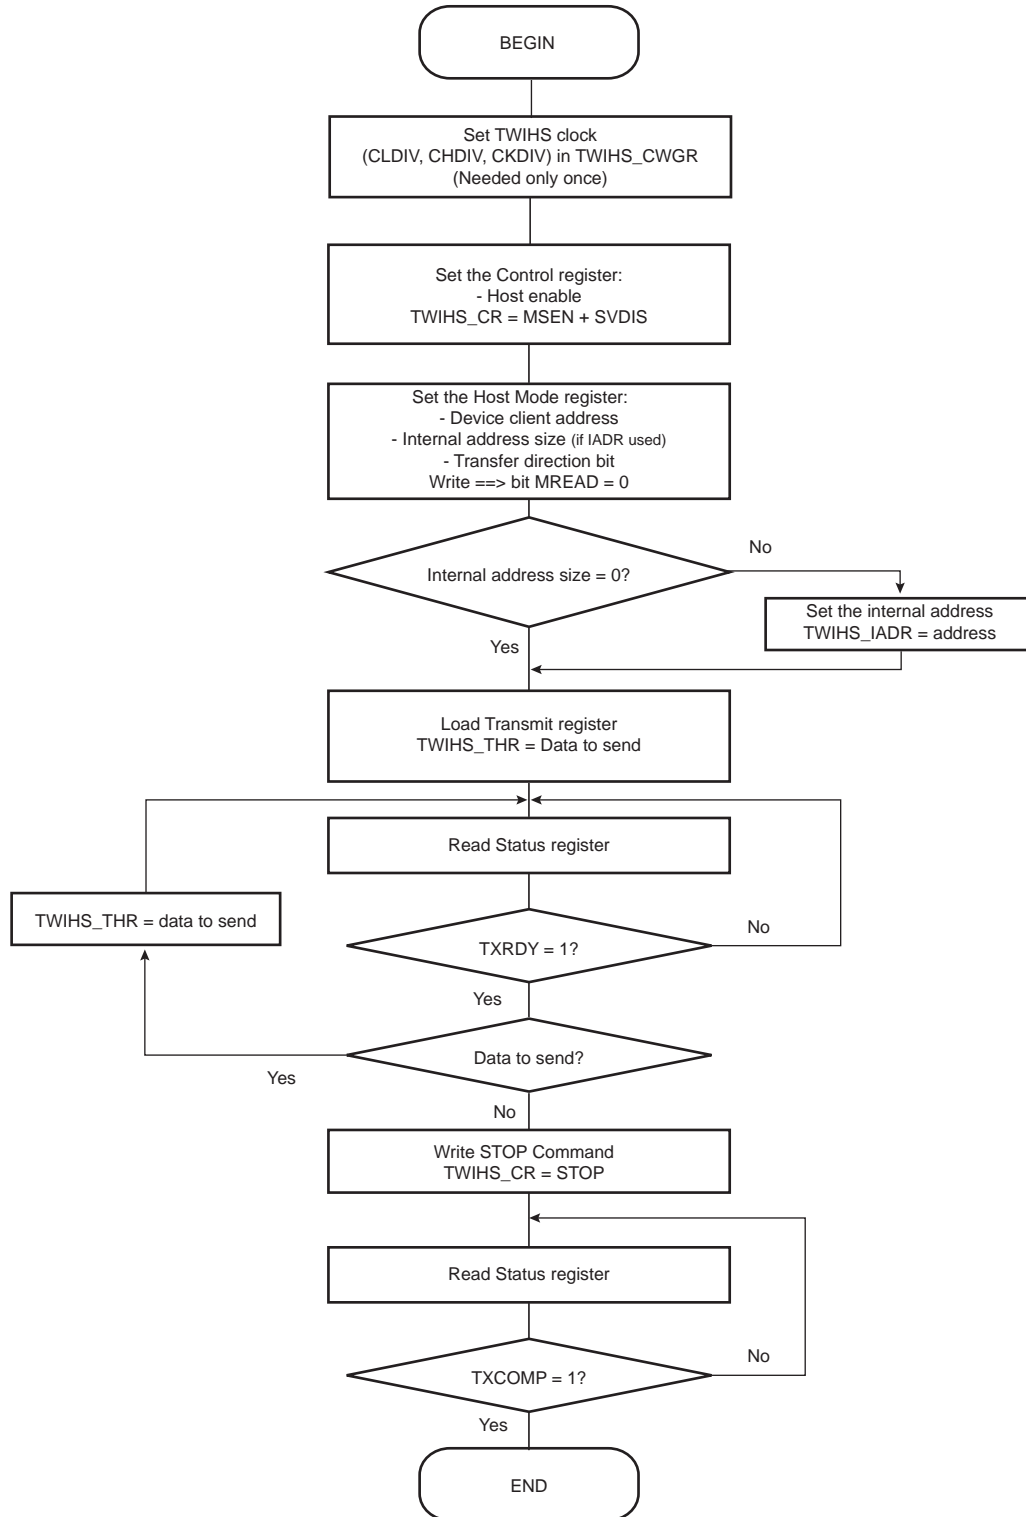 BEGIN
Set TWIHS clock
(CLDIV, CHDIV, CKDIV) in TWIHS_CWGR
(Needed only once)
Set the Control register:
- Host enable
TWIHS_CR = MSEN + SVDIS
Set the Host Mode register:
- Device client address
- Internal address size (if IADR used)
- Transfer direction bit
Write ==> bit MREAD = 0
No
Internal address size = 0?
Set the internal address
TWIHS_IADR = address
Yes
Load Transmit register
TWIHS_THR = Data to send
Read Status register
TWIHS_THR = data to send
No
TXRDY = 1?
Yes
Data to send?
Yes
No
Write STOP Command
TWIHS_CR = STOP
Read Status register
No
TXCOMP = 1?
Yes
END